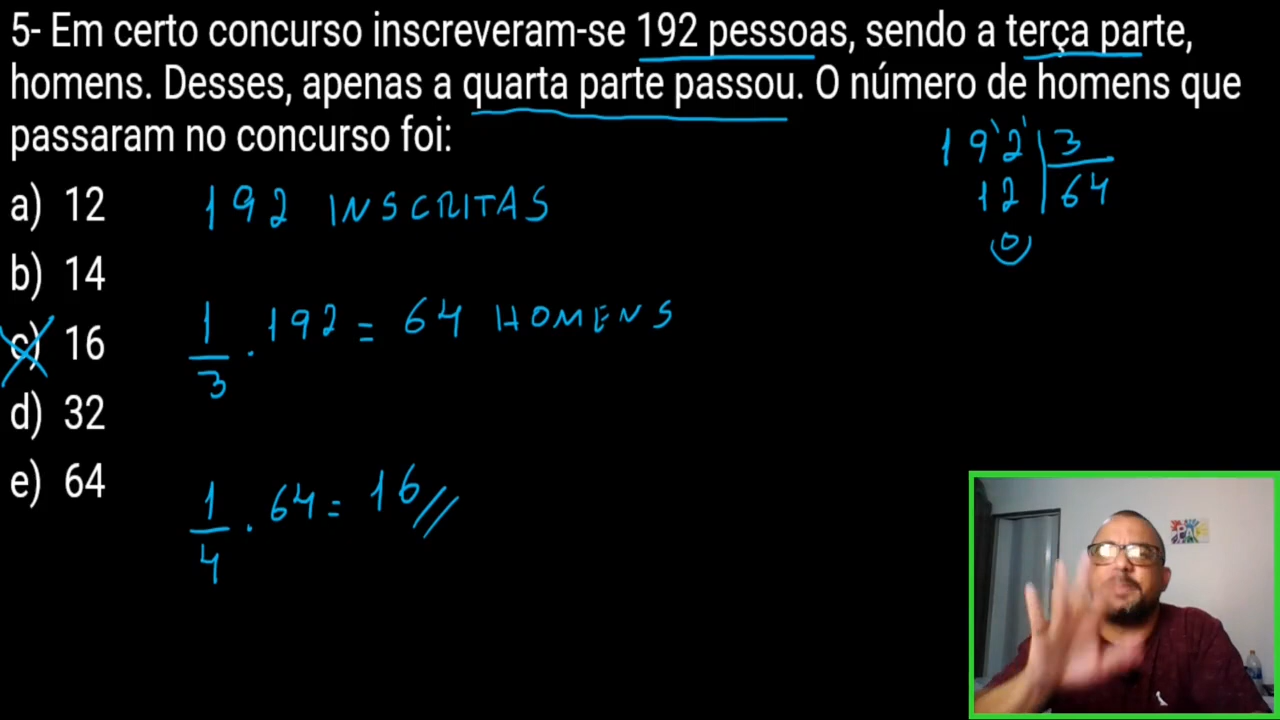 5- Em certo concurso inscreveram-se 192 pessoas, sendo a terça parte,
homens. Desses, apenas a quarta parte passou. O número de homens que
passaram no concurso foi:
192 | 3
12 | 64
0
a) 12
192 INSCRITAS
b) 14
1/3 . 192 = 64 HOMENS
c) 16
d) 32
e) 64
1/4 . 64 = 16//
PA